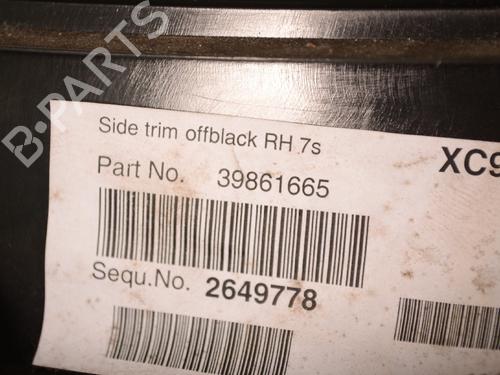 B-PARTS
Side trim offblack RH 7s
XC9
Part No. 39861665
Sequ.No. 2649778